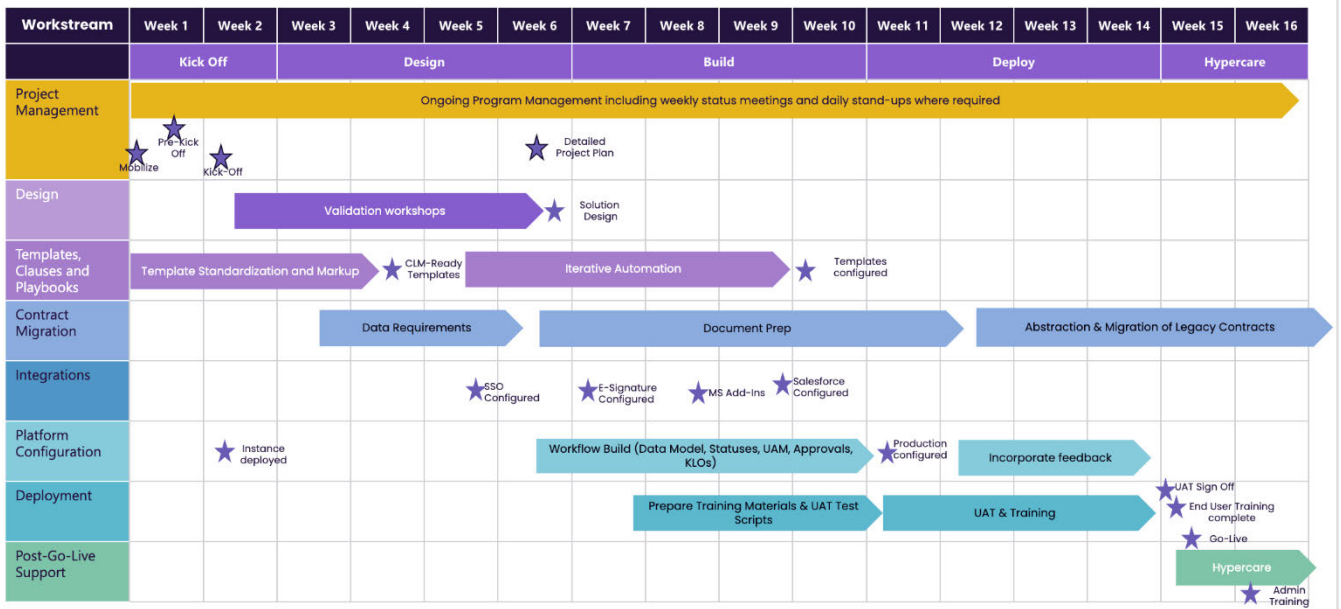 Workstream Week 1 Week 2 Week 3 Week 4 Week 5 Week 6 Week 7 Week 8 Week 9 Week 10 Week 11 Week 12 Week 13 Week 14 Week 15 Week 16
Kick Off Design Build Deploy Hypercare
Project
Management
Ongoing Program Management including weekly status meetings and daily stand-ups where required
Pre-Kick
Off
Mobilize
Kick-Off
Detailed
Project Plan
Design
Validation workshops
Solution
Design
Templates,
Clauses and
Playbooks
Template Standardization and Markup
CLM-Ready
Templates
Iterative Automation
Templates
configured
Contract
Migration
Data Requirements
Document Prep
Abstraction & Migration of Legacy Contracts
Integrations
SSO
Configured
E-Signature
Configured
MS Add-Ins
Salesforce
Configured
Platform
Configuration
Instance
deployed
Workflow Build (Data Model, Statuses, UAM, Approvals,
KLOs)
Production
configured
Incorporate feedback
Deployment
Prepare Training Materials & UAT Test
Scripts
UAT & Training
UAT Sign Off
End User Training
complete
Go-Live
Post-Go-Live
Support
Hypercare
Admin
Training